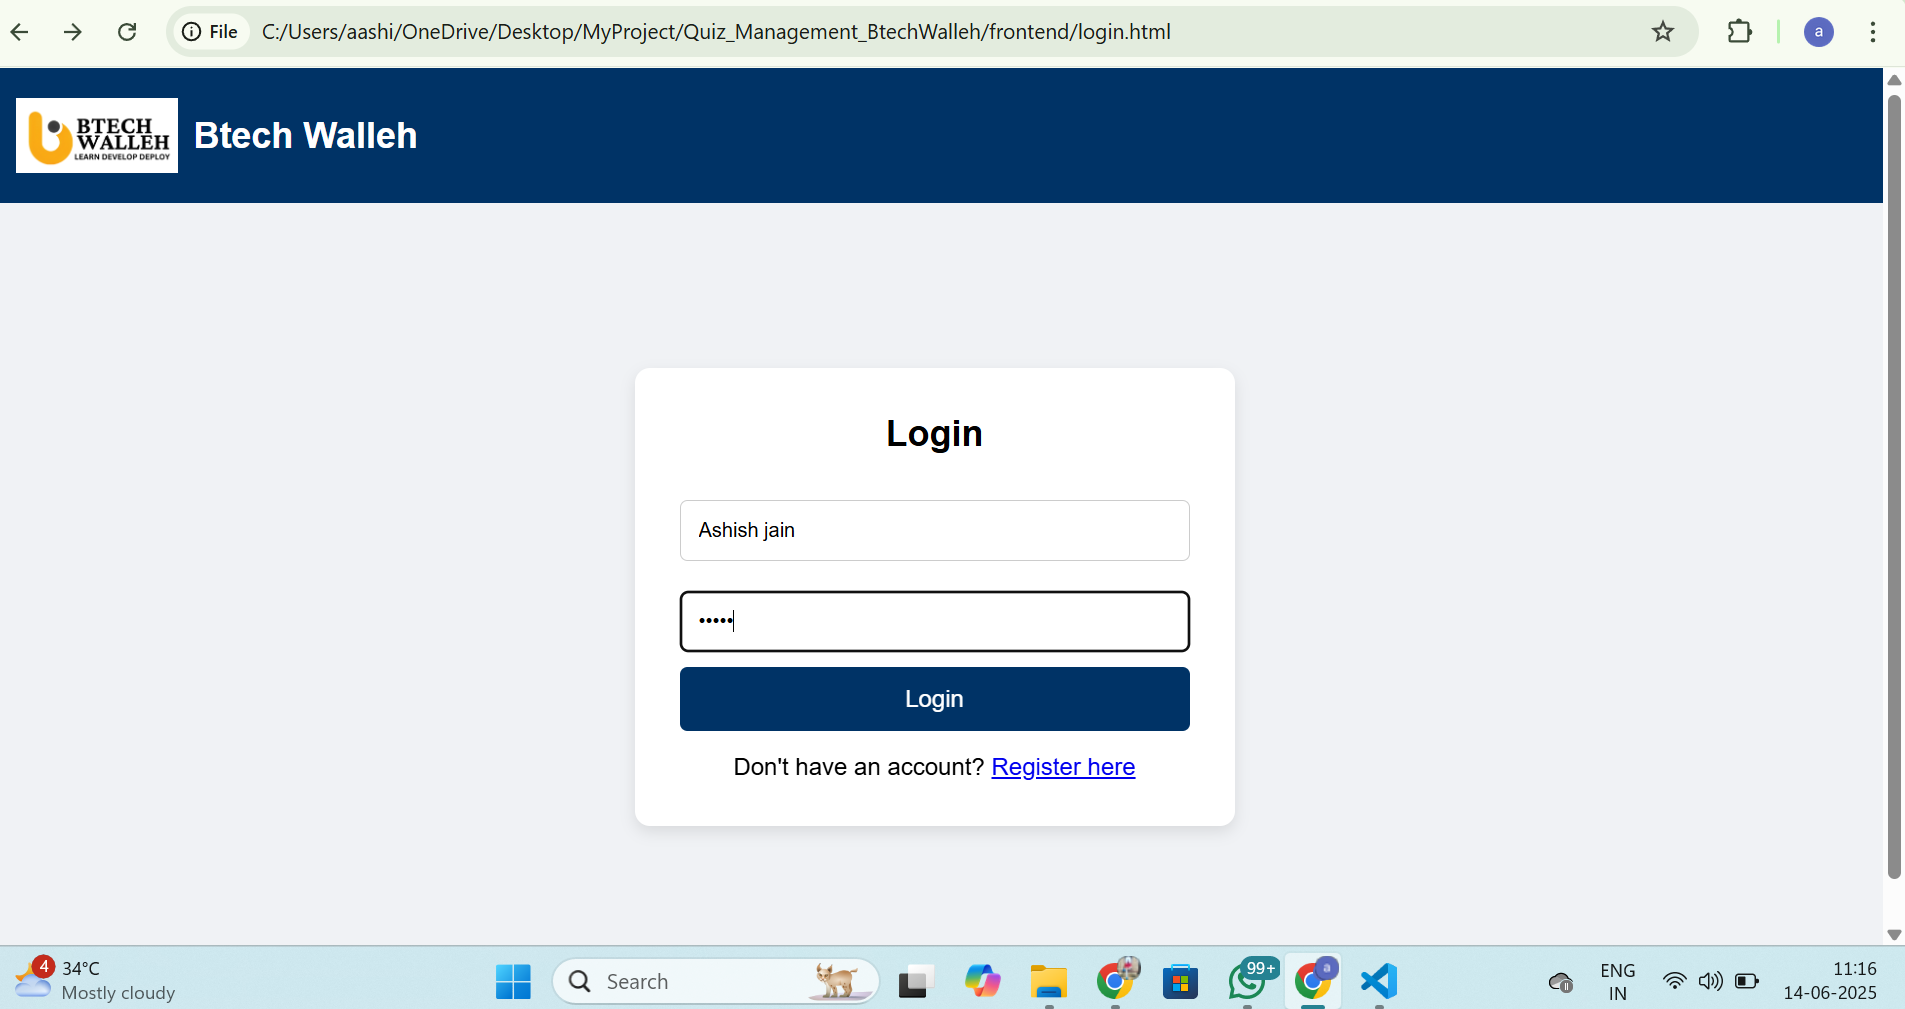 File
C:/Users/aashi/OneDrive/Desktop/MyProject/Quiz_Management_BtechWalleh/frontend/login.html
a
BTECH
WALLEH
LEARN DEVELOP DEPLOY
Btech Walleh
Login
Ashish jain
•••••
Login
Don't have an account? Register here
4
34°C
Mostly cloudy
Search
99+
a
ENG
IN
11:16
14-06-2025